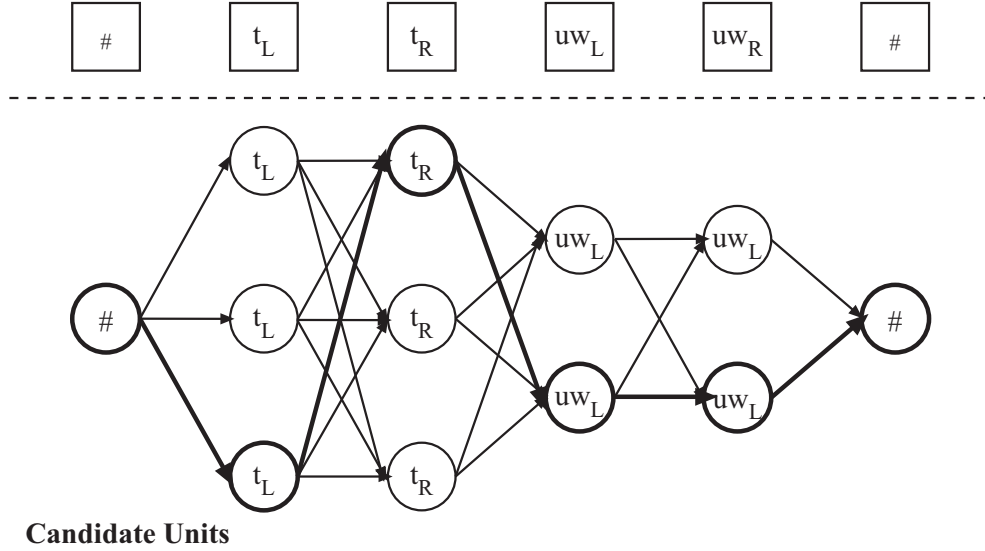 # t_L t_R uw_L uw_R #
t_L t_R
uw_L uw_L
# t_L t_R #
uw_L uw_L
t_L t_R
Candidate Units